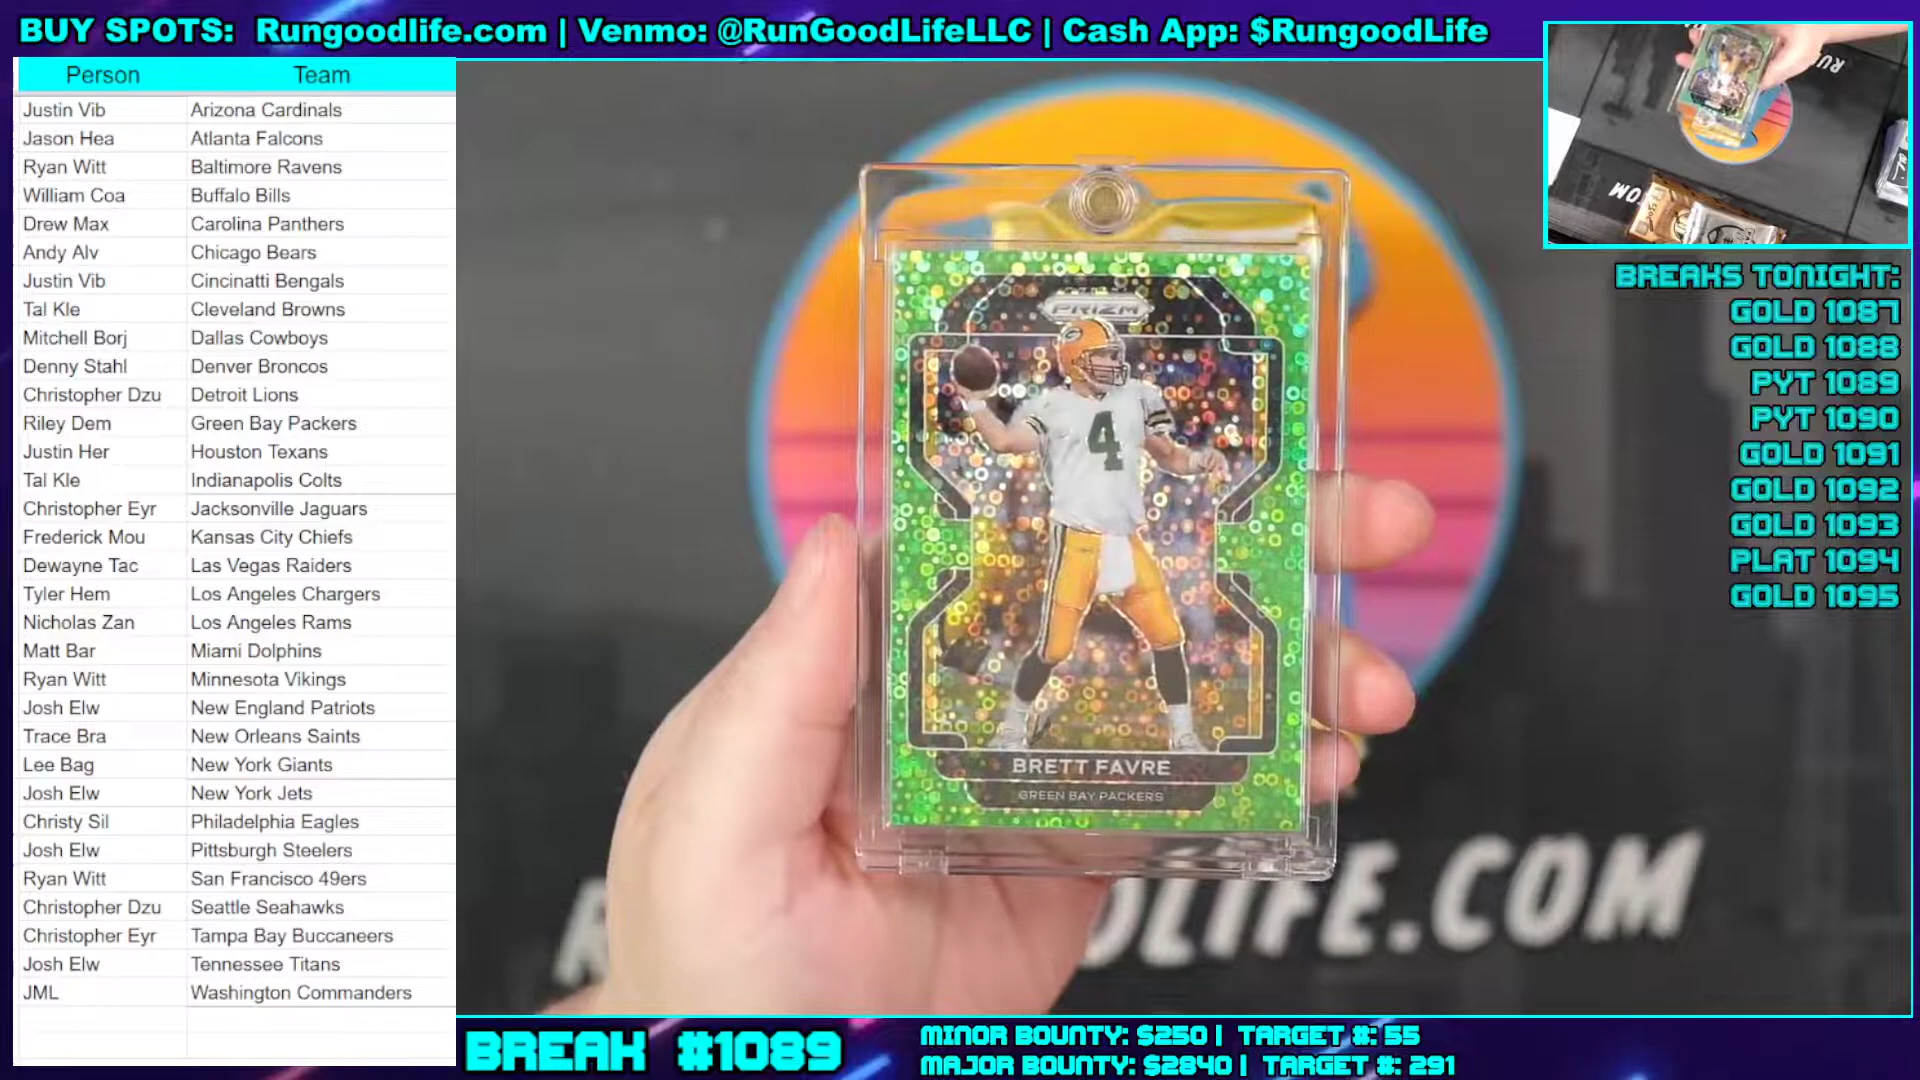 BUY SPOTS: Rungoodlife.com | Venmo: @RunGoodLifeLLC | Cash App: $RungoodLife
Person Team
Justin Vib Arizona Cardinals
Jason Hea Atlanta Falcons
Ryan Witt Baltimore Ravens
William Coa Buffalo Bills
Drew Max Carolina Panthers
Andy Alv Chicago Bears
Justin Vib Cincinatti Bengals
Tal Kle Cleveland Browns
Mitchell Borj Dallas Cowboys
Denny Stahl Denver Broncos
Christopher Dzu Detroit Lions
Riley Dem Green Bay Packers
Justin Her Houston Texans
Tal Kle Indianapolis Colts
Christopher Eyr Jacksonville Jaguars
Frederick Mou Kansas City Chiefs
Dewayne Tac Las Vegas Raiders
Tyler Hem Los Angeles Chargers
Nicholas Zan Los Angeles Rams
Matt Bar Miami Dolphins
Ryan Witt Minnesota Vikings
Josh Elw New England Patriots
Trace Bra New Orleans Saints
Lee Bag New York Giants
Josh Elw New York Jets
Christy Sil Philadelphia Eagles
Josh Elw Pittsburgh Steelers
Ryan Witt San Francisco 49ers
Christopher Dzu Seattle Seahawks
Christopher Eyr Tampa Bay Buccaneers
Josh Elw Tennessee Titans
JML Washington Commanders
PRIZM
4
BRETT FAVRE
GREEN BAY PACKERS
LIFE.COM
BREAKS TONIGHT:
GOLD 1087
GOLD 1088
PYT 1089
PYT 1090
GOLD 1091
GOLD 1092
GOLD 1093
PLAT 1094
GOLD 1095
BREAK #1089
MINOR BOUNTY: $250 | TARGET #: 55
MAJOR BOUNTY: $2840 | TARGET #: 291